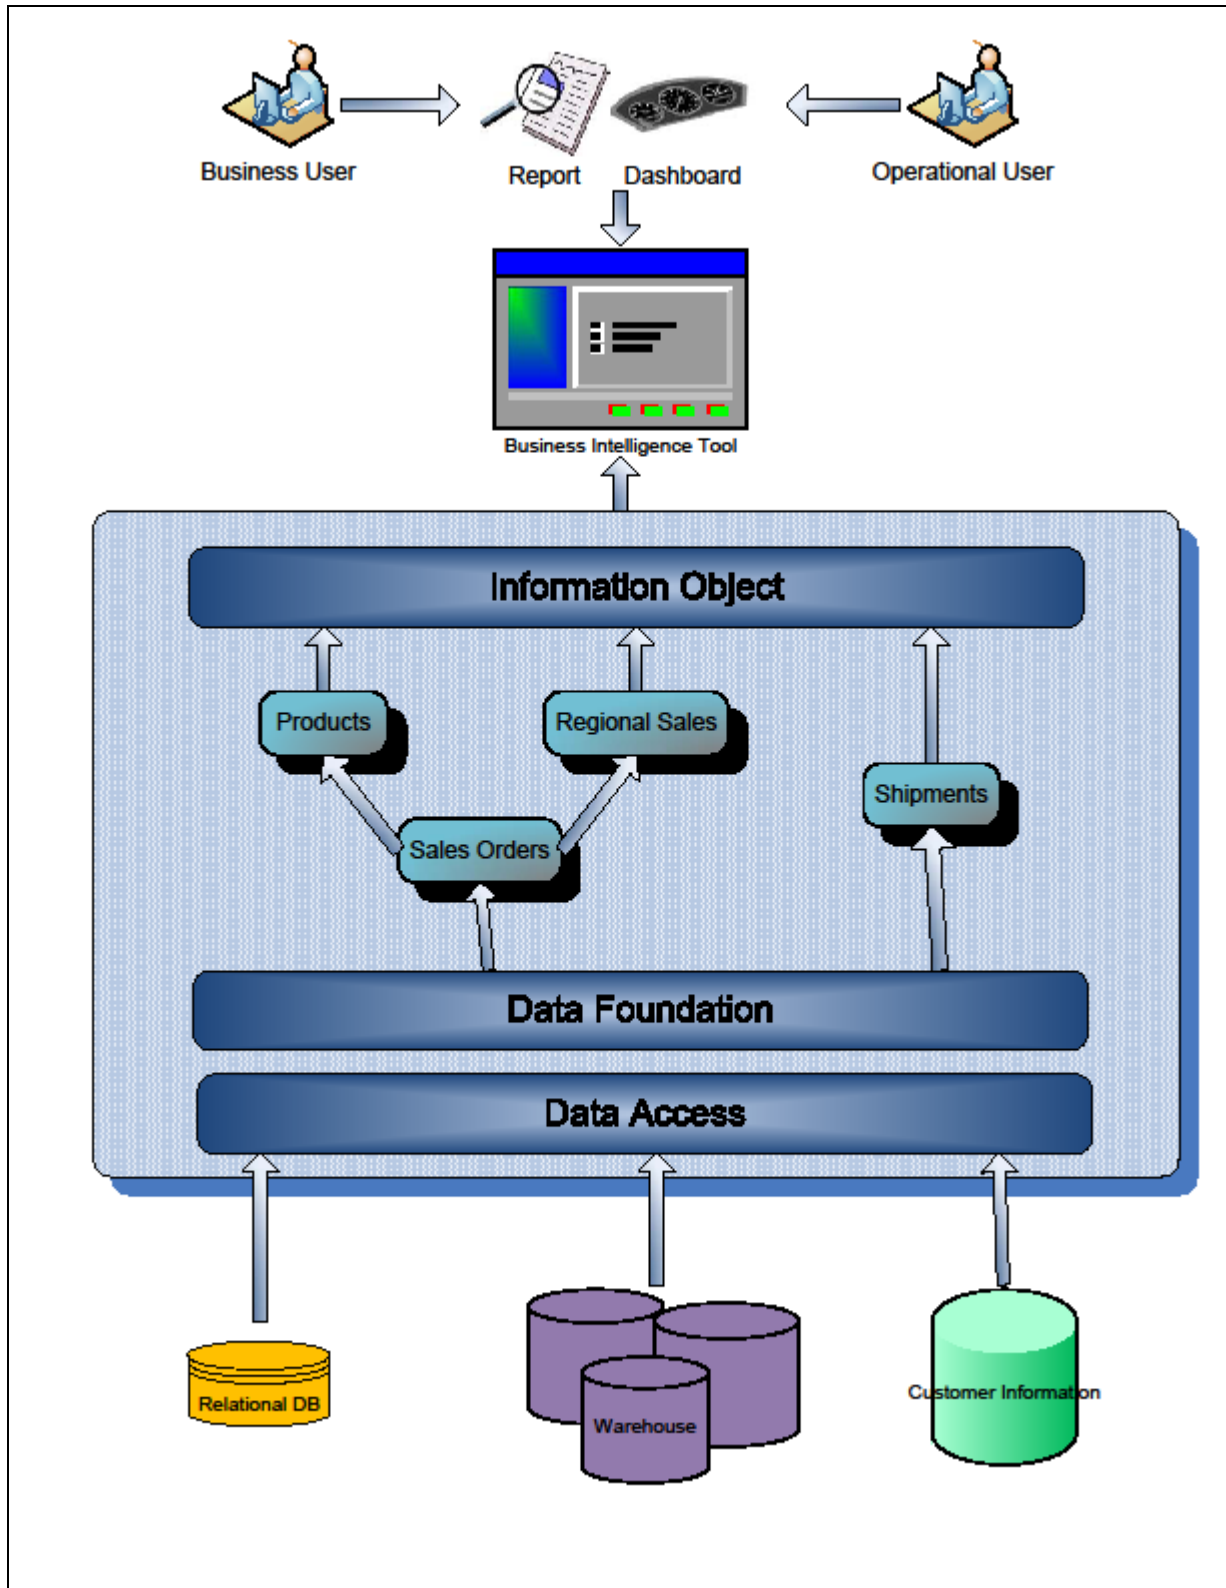 Business User
Report
Dashboard
Operational User
Business Intelligence Tool
Information Object
Products
Regional Sales
Shipments
Sales Orders
Data Foundation
Data Access
Relational DB
Warehouse
Customer Information